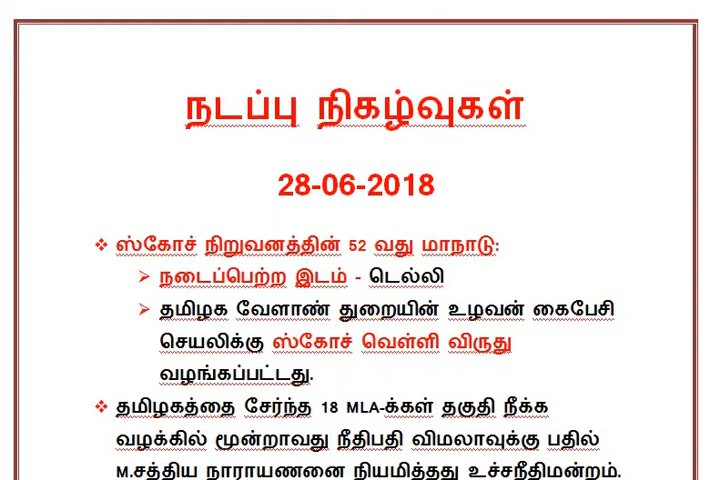 நடப்பு நிகழ்வுகள்
28-06-2018
❖ ஸ்கோச் நிறுவனத்தின் 52 வது மாநாடு:
➢ நடைப்பெற்ற இடம் - டெல்லி
➢ தமிழக வேளாண் துறையின் உழவன் கைபேசி
செயலிக்கு ஸ்கோச் வெள்ளி விருது
வழங்கப்பட்டது.
❖ தமிழகத்தை சேர்ந்த 18 MLA-க்கள் தகுதி நீக்க
வழக்கில் மூன்றாவது நீதிபதி விமலாவுக்கு பதில்
M.சத்திய நாராயணனை நியமித்தது உச்சநீதிமன்றம்.